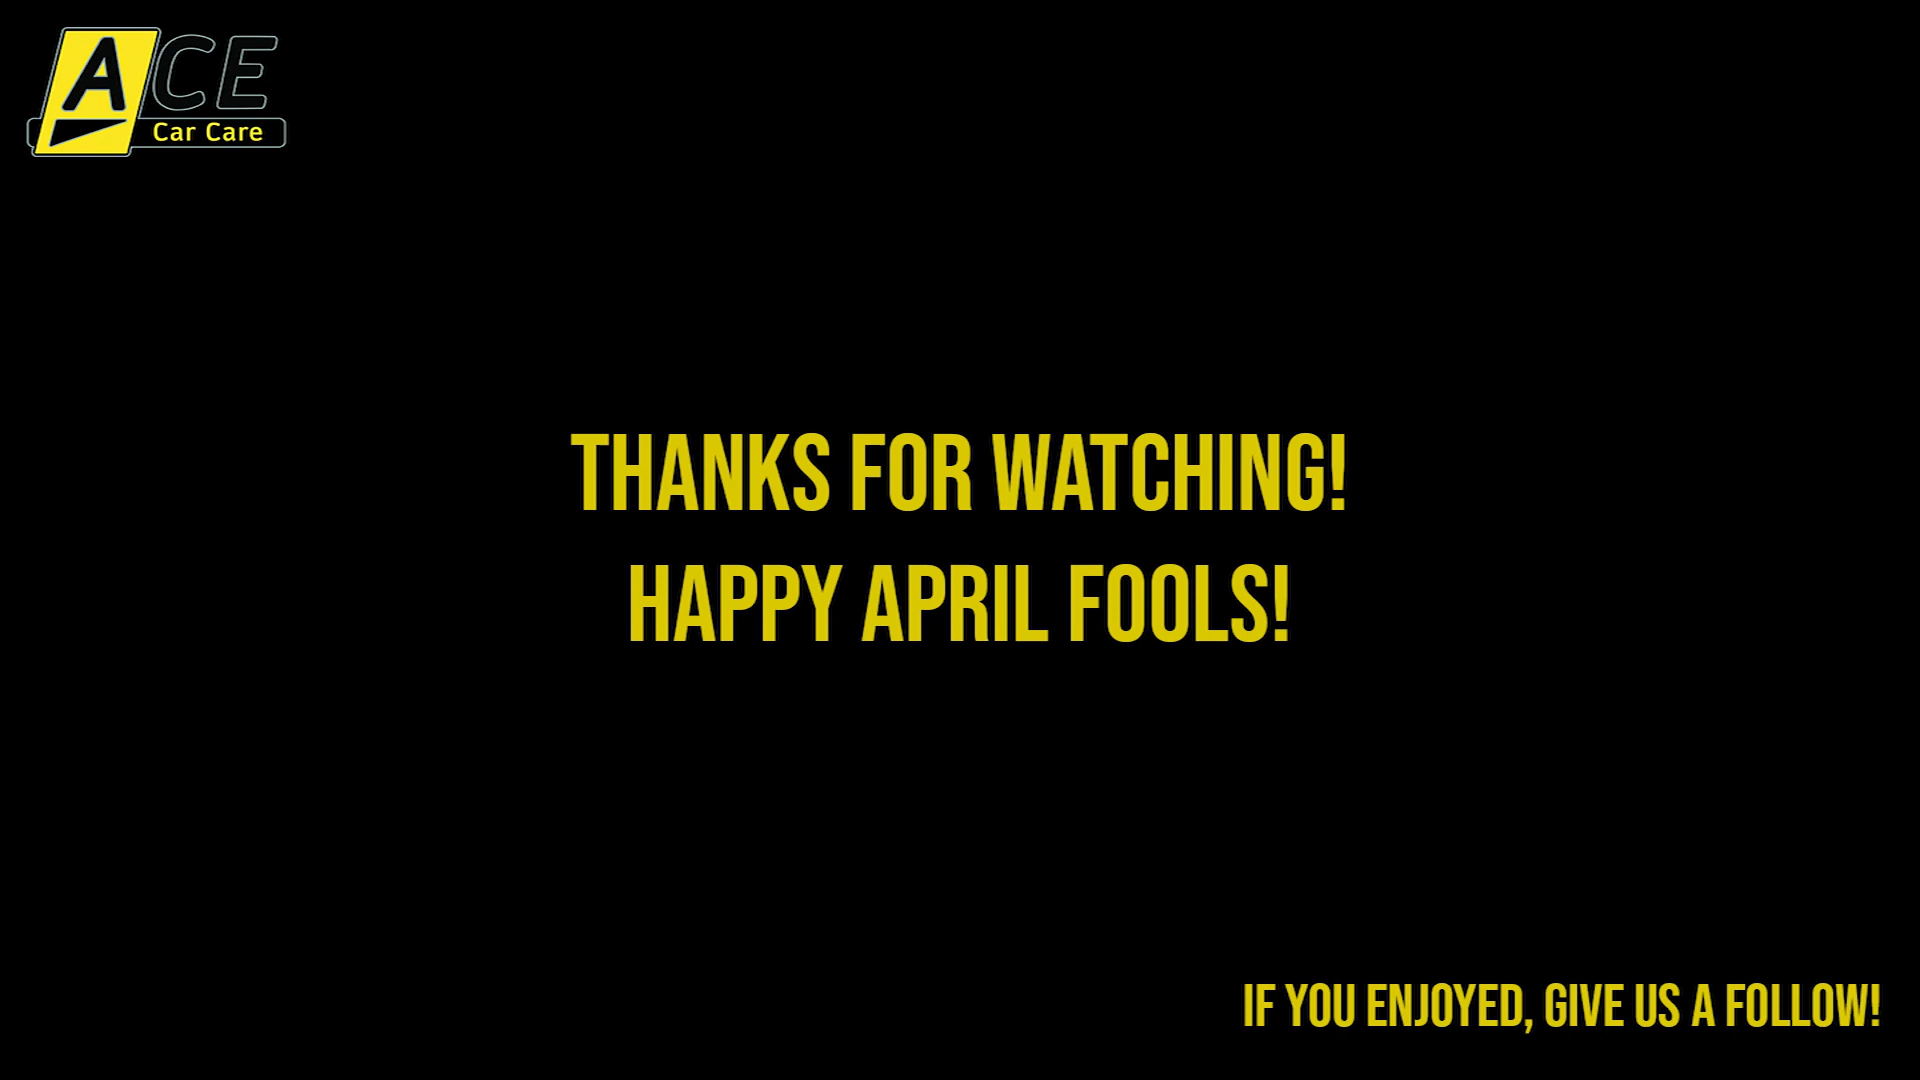 ACE
Car Care
THANKS FOR WATCHING!
HAPPY APRIL FOOLS!
IF YOU ENJOYED, GIVE US A FOLLOW!